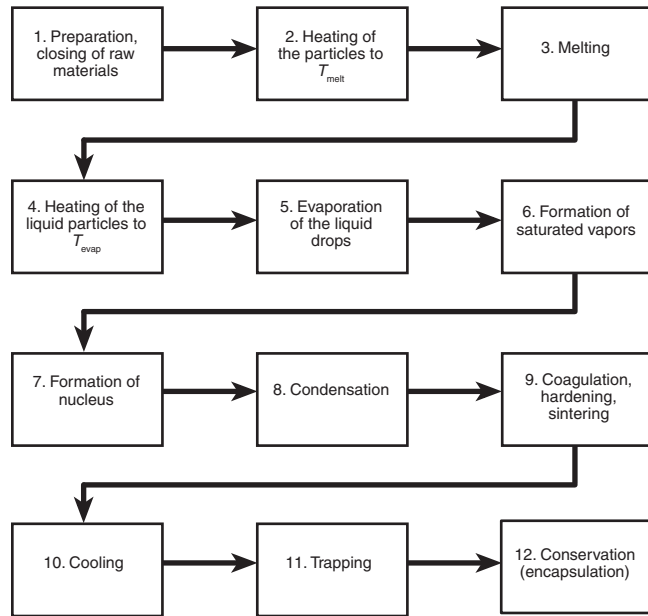 1. Preparation,
closing of raw
materials
2. Heating of
the particles to
Tmelt
3. Melting
4. Heating of the
liquid particles to
Tevap
5. Evaporation
of the liquid
drops
6. Formation of
saturated vapors
7. Formation of
nucleus
8. Condensation
9. Coagulation,
hardening,
sintering
10. Cooling
11. Trapping
12. Conservation
(encapsulation)